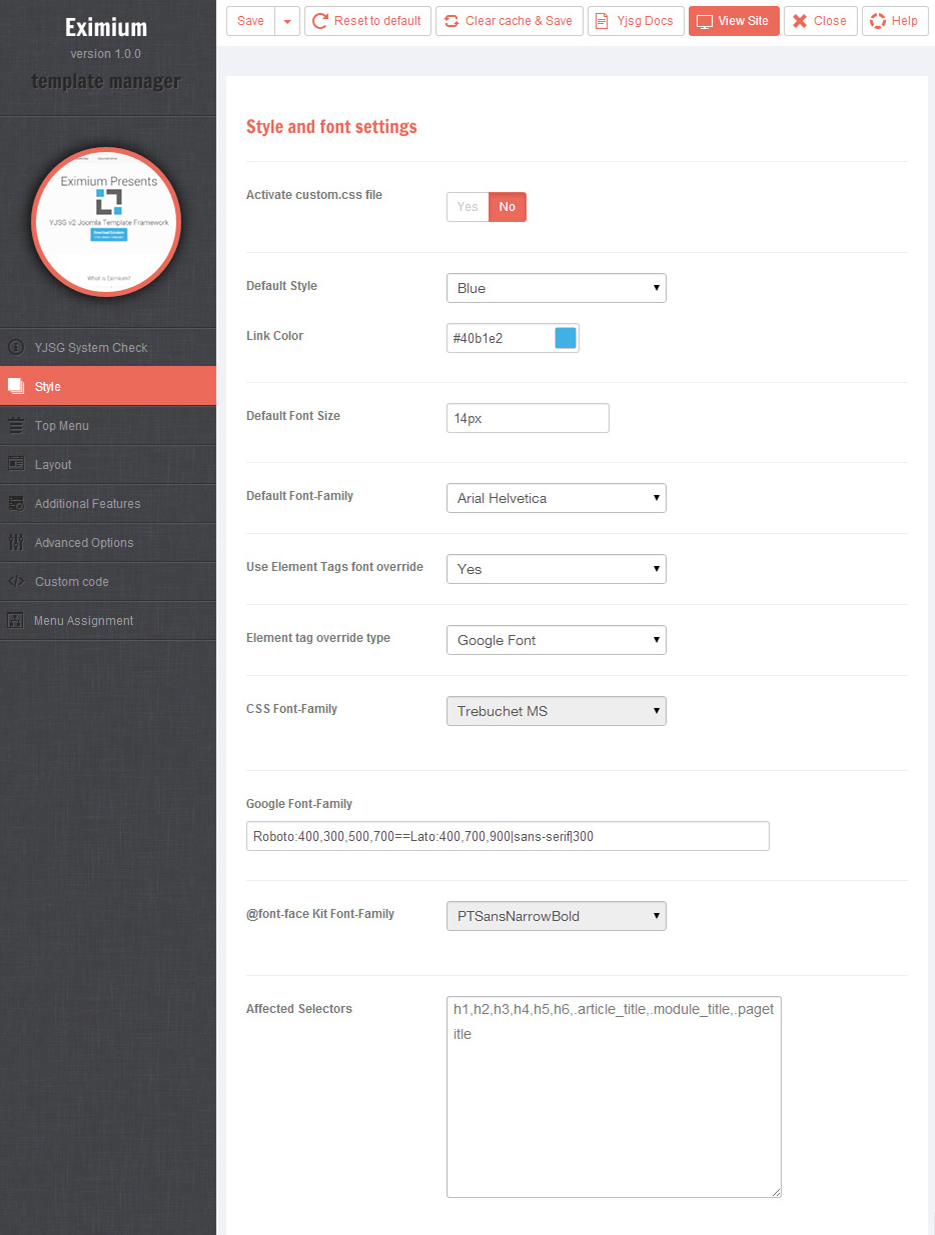 Eximium
version 1.0.0
template manager
Eximium Presents
YJSG v2 Joomla Template Framework
What is Eximium?
YJSG System Check
Style
Top Menu
Layout
Additional Features
Advanced Options
Custom code
Menu Assignment
Save Reset to default Clear cache & Save Yjsg Docs View Site Close Help
Style and font settings
Activate custom.css file Yes No
Default Style Blue
Link Color #40b1e2
Default Font Size 14px
Default Font-Family Arial Helvetica
Use Element Tags font override Yes
Element tag override type Google Font
CSS Font-Family Trebuchet MS
Google Font-Family
Roboto:400,300,500,700==Lato:400,700,900|sans-serif|300
@font-face Kit Font-Family PTSansNarrowBold
Affected Selectors h1,h2,h3,h4,h5,h6,.article_title,.module_title,.paget
itle